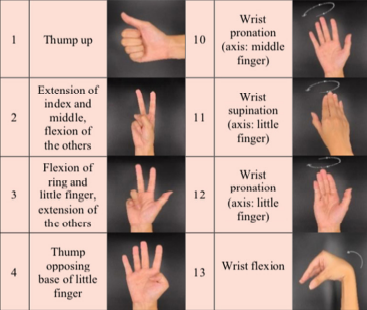 1
Thump up
2
Extension of
index and
middle,
flexion of
the others
3
Flexion of
ring and
little finger,
extension of
the others
4
Thump
opposing
base of little
finger
10
Wrist
pronation
(axis: middle
finger)
11
Wrist
supination
(axis: little
finger)
12
Wrist
pronation
(axis: little
finger)
13
Wrist flexion